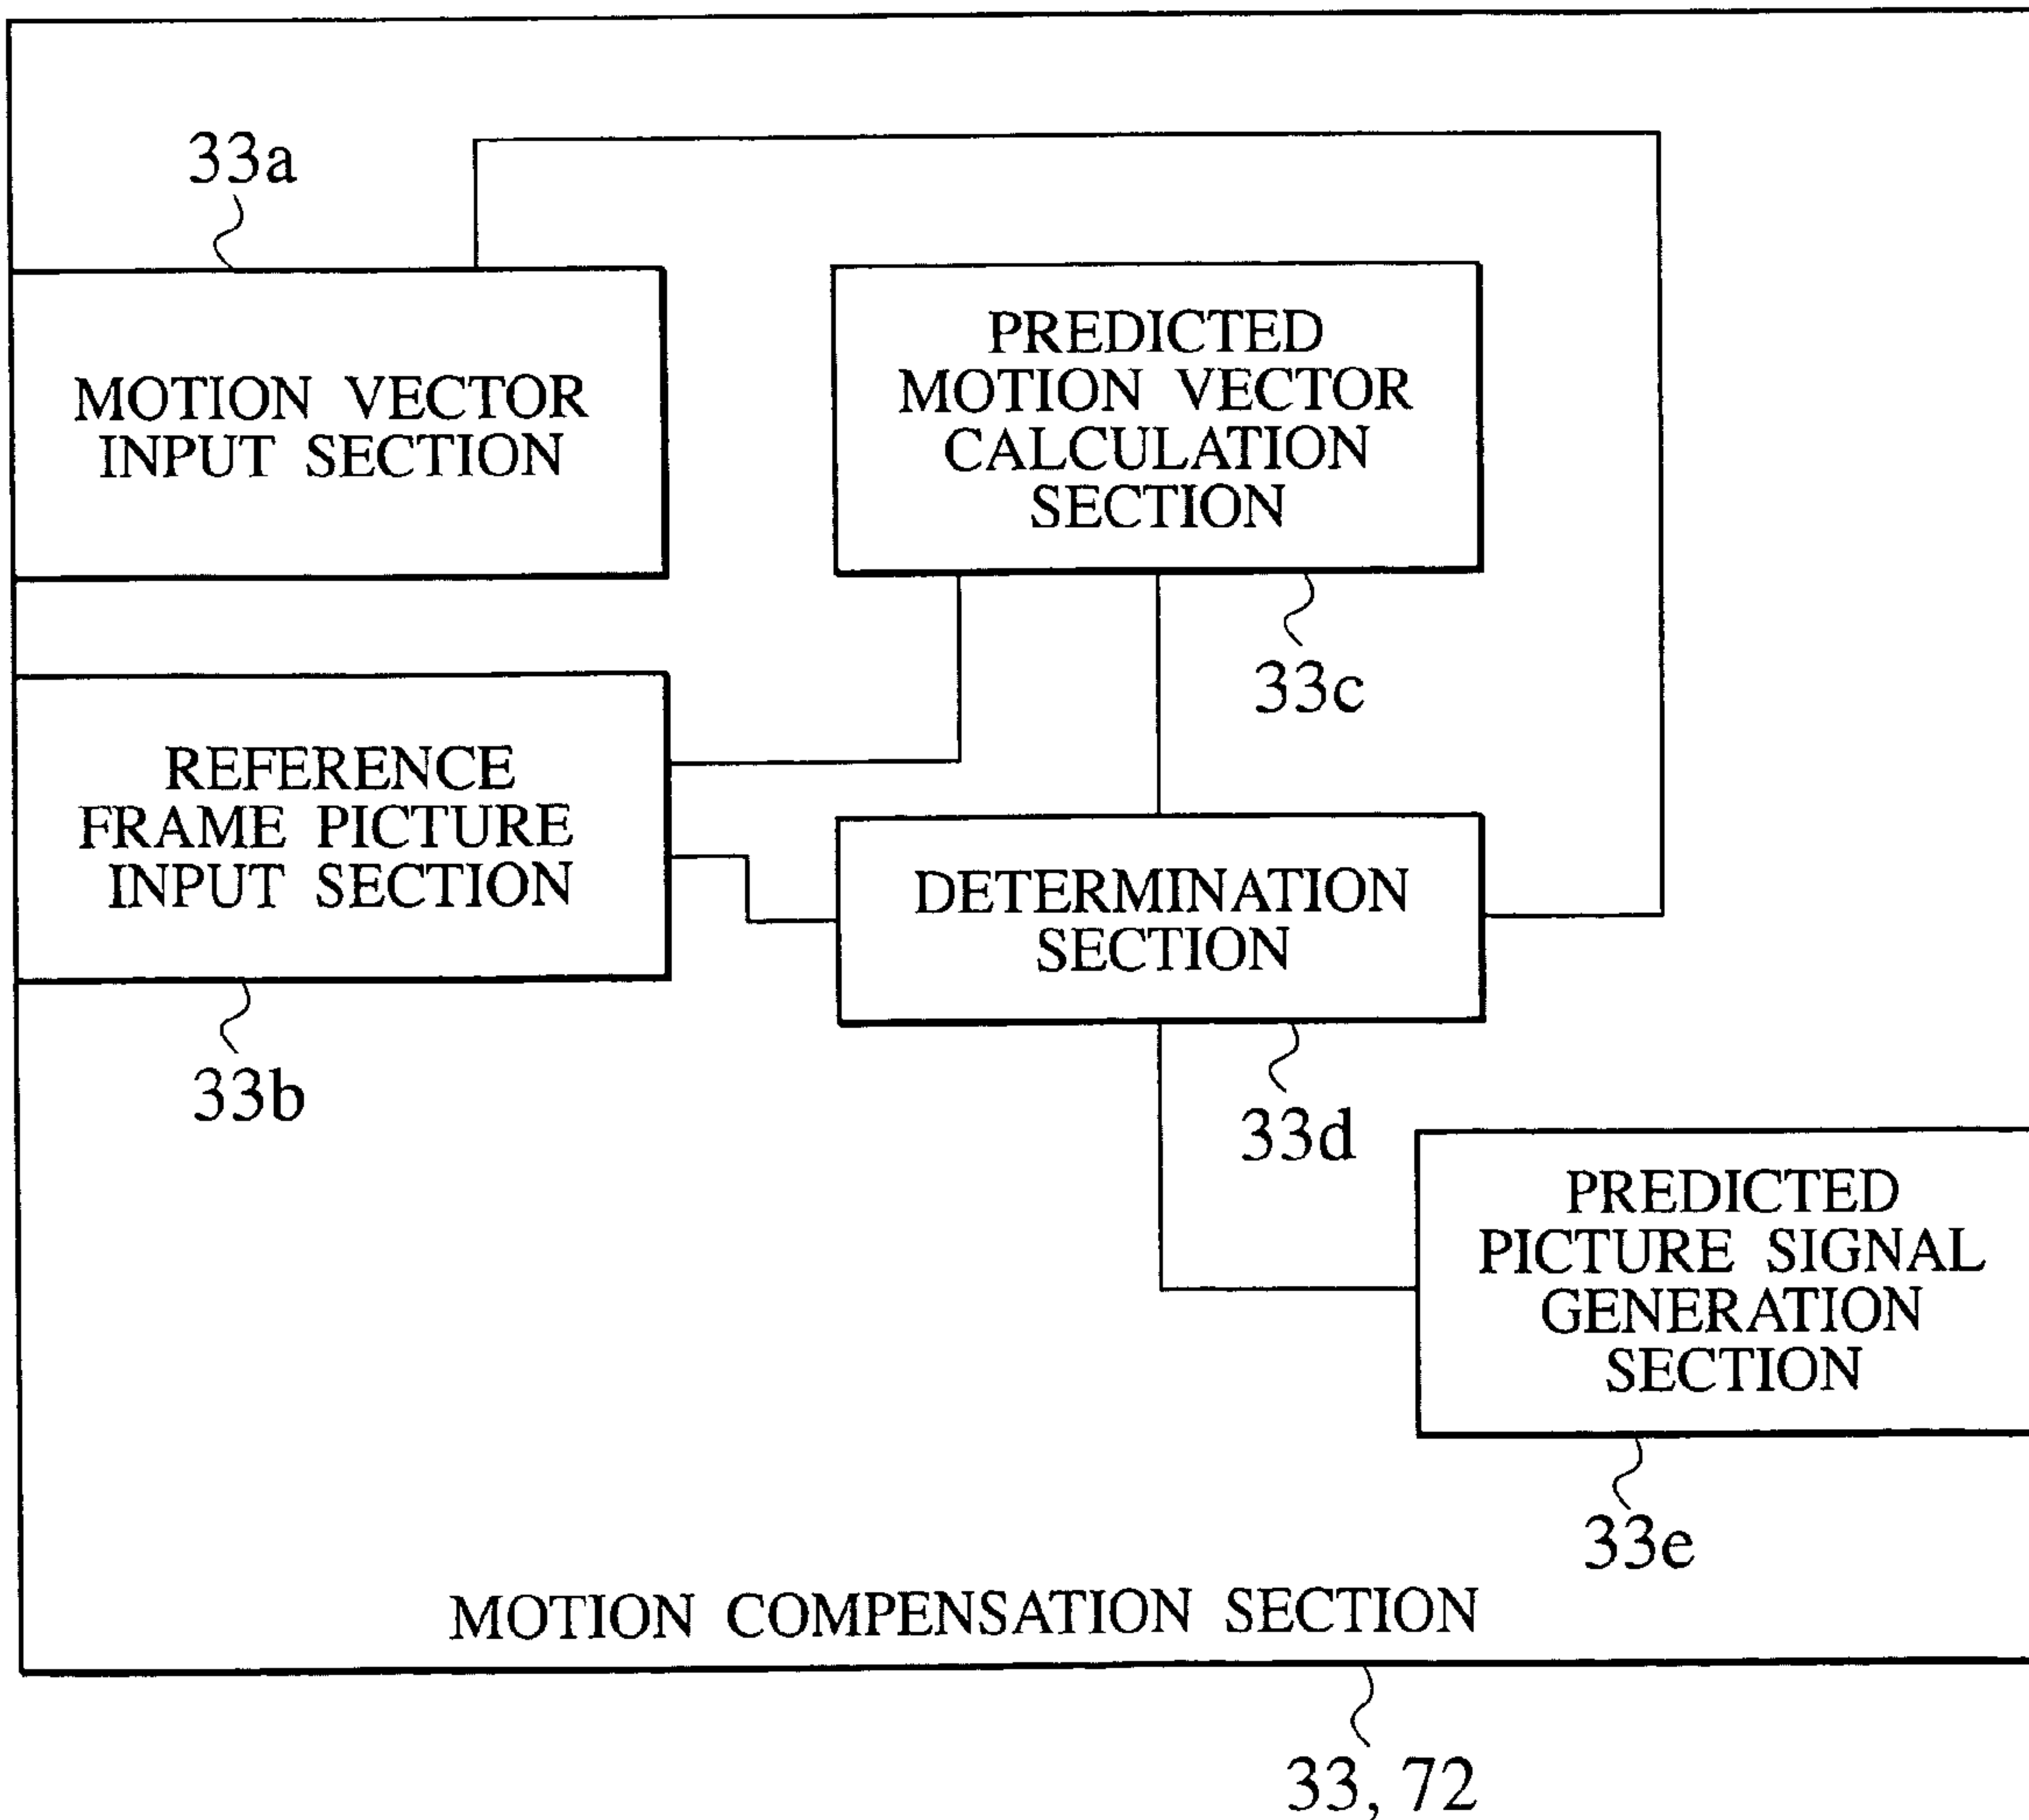 33a
MOTION VECTOR
INPUT SECTION
PREDICTED
MOTION VECTOR
CALCULATION
SECTION
33c
REFERENCE
FRAME PICTURE
INPUT SECTION
33b
DETERMINATION
SECTION
33d
PREDICTED
PICTURE SIGNAL
GENERATION
SECTION
33e
MOTION COMPENSATION SECTION
33, 72